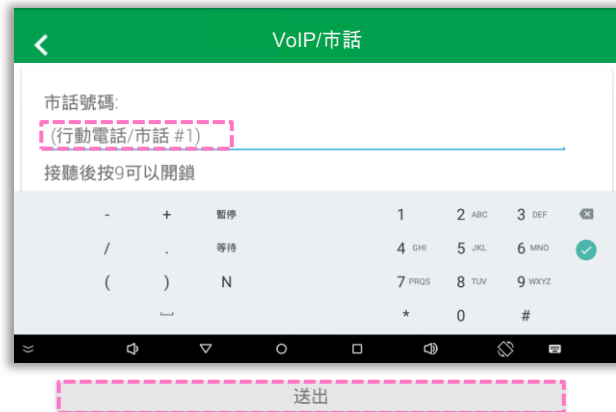 VoIP/市話
市話號碼:
(行動電話/市話 #1)
接聽後按9可以開鎖
- + 暫停 1 2 ABC 3 DEF
/ . 等待 4 GHI 5 JKL 6 MNO
( ) N 7 PRQS 8 TUV 9 WXYZ
* 0 #
送出